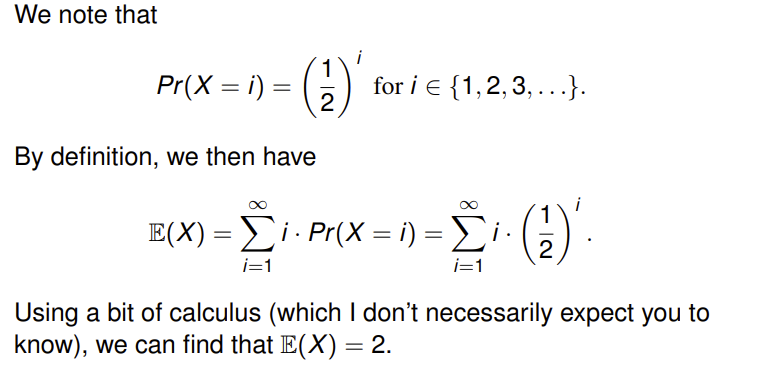 We note that
Pr(X = i) = (1/2)^i for i ∈ {1, 2, 3, . . .}.
By definition, we then have
𝔼(X) = ∑_{i=1}^{∞} i · Pr(X = i) = ∑_{i=1}^{∞} i · (1/2)^i.
Using a bit of calculus (which I don’t necessarily expect you to
know), we can find that 𝔼(X) = 2.